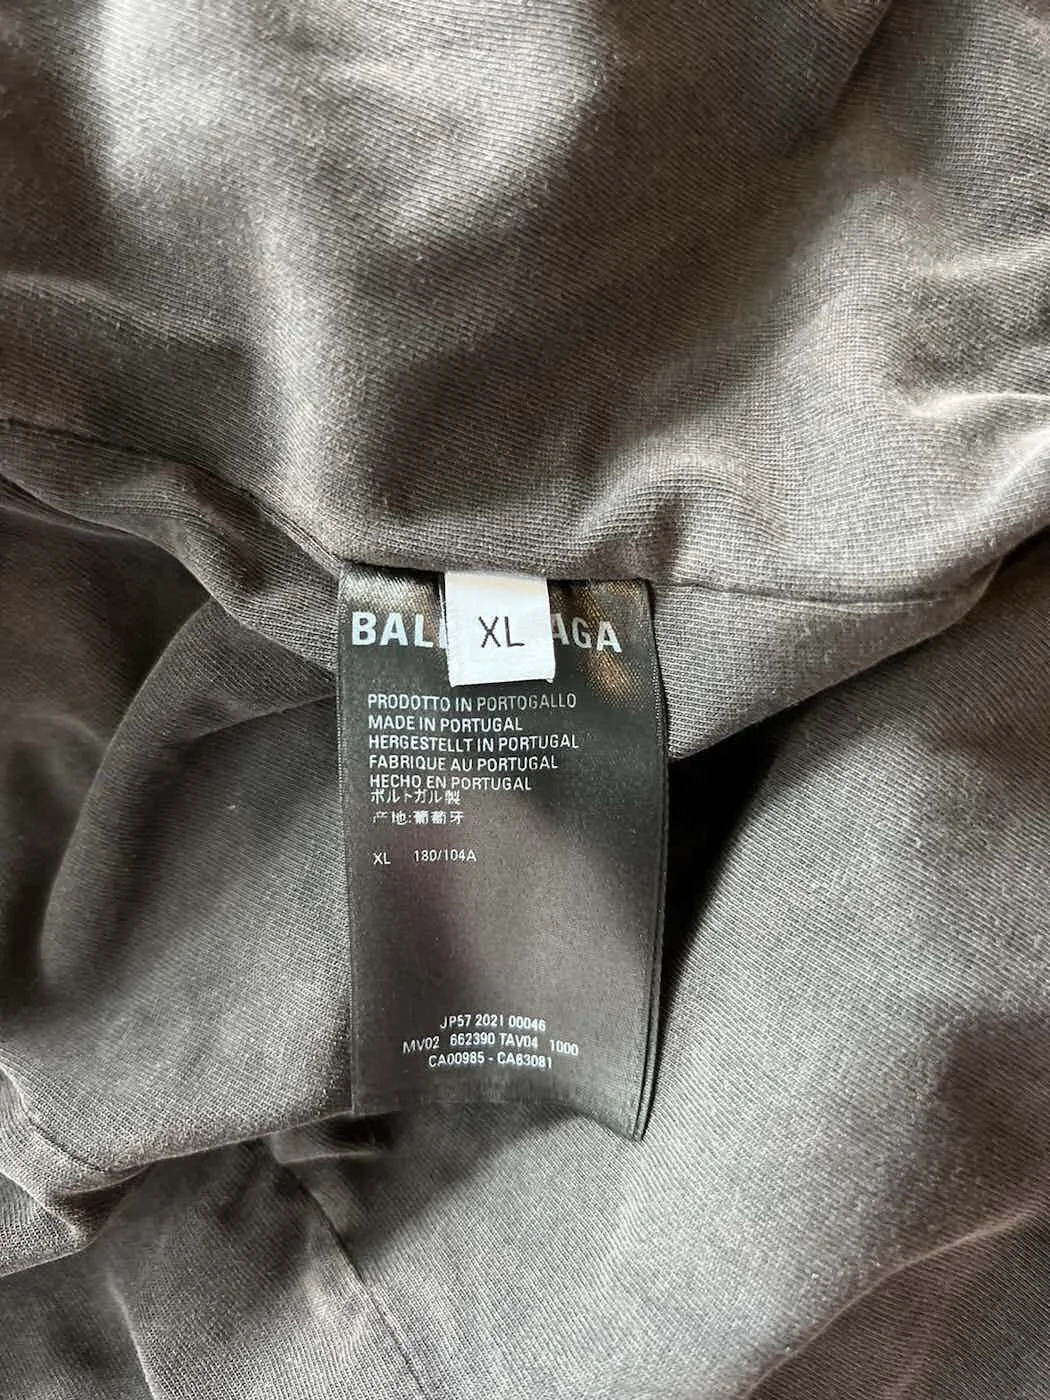 BAL AGA
XL
PRODOTTO IN PORTOGALLO
MADE IN PORTUGAL
HERGESTELLT IN PORTUGAL
FABRIQUE AU PORTUGAL
HECHO EN PORTUGAL
ポルトガル製
产地:葡萄牙
XL 180/104A
JP57 2021 00046
MV02 662390 TAV04 1000
CA00985 - CA63081